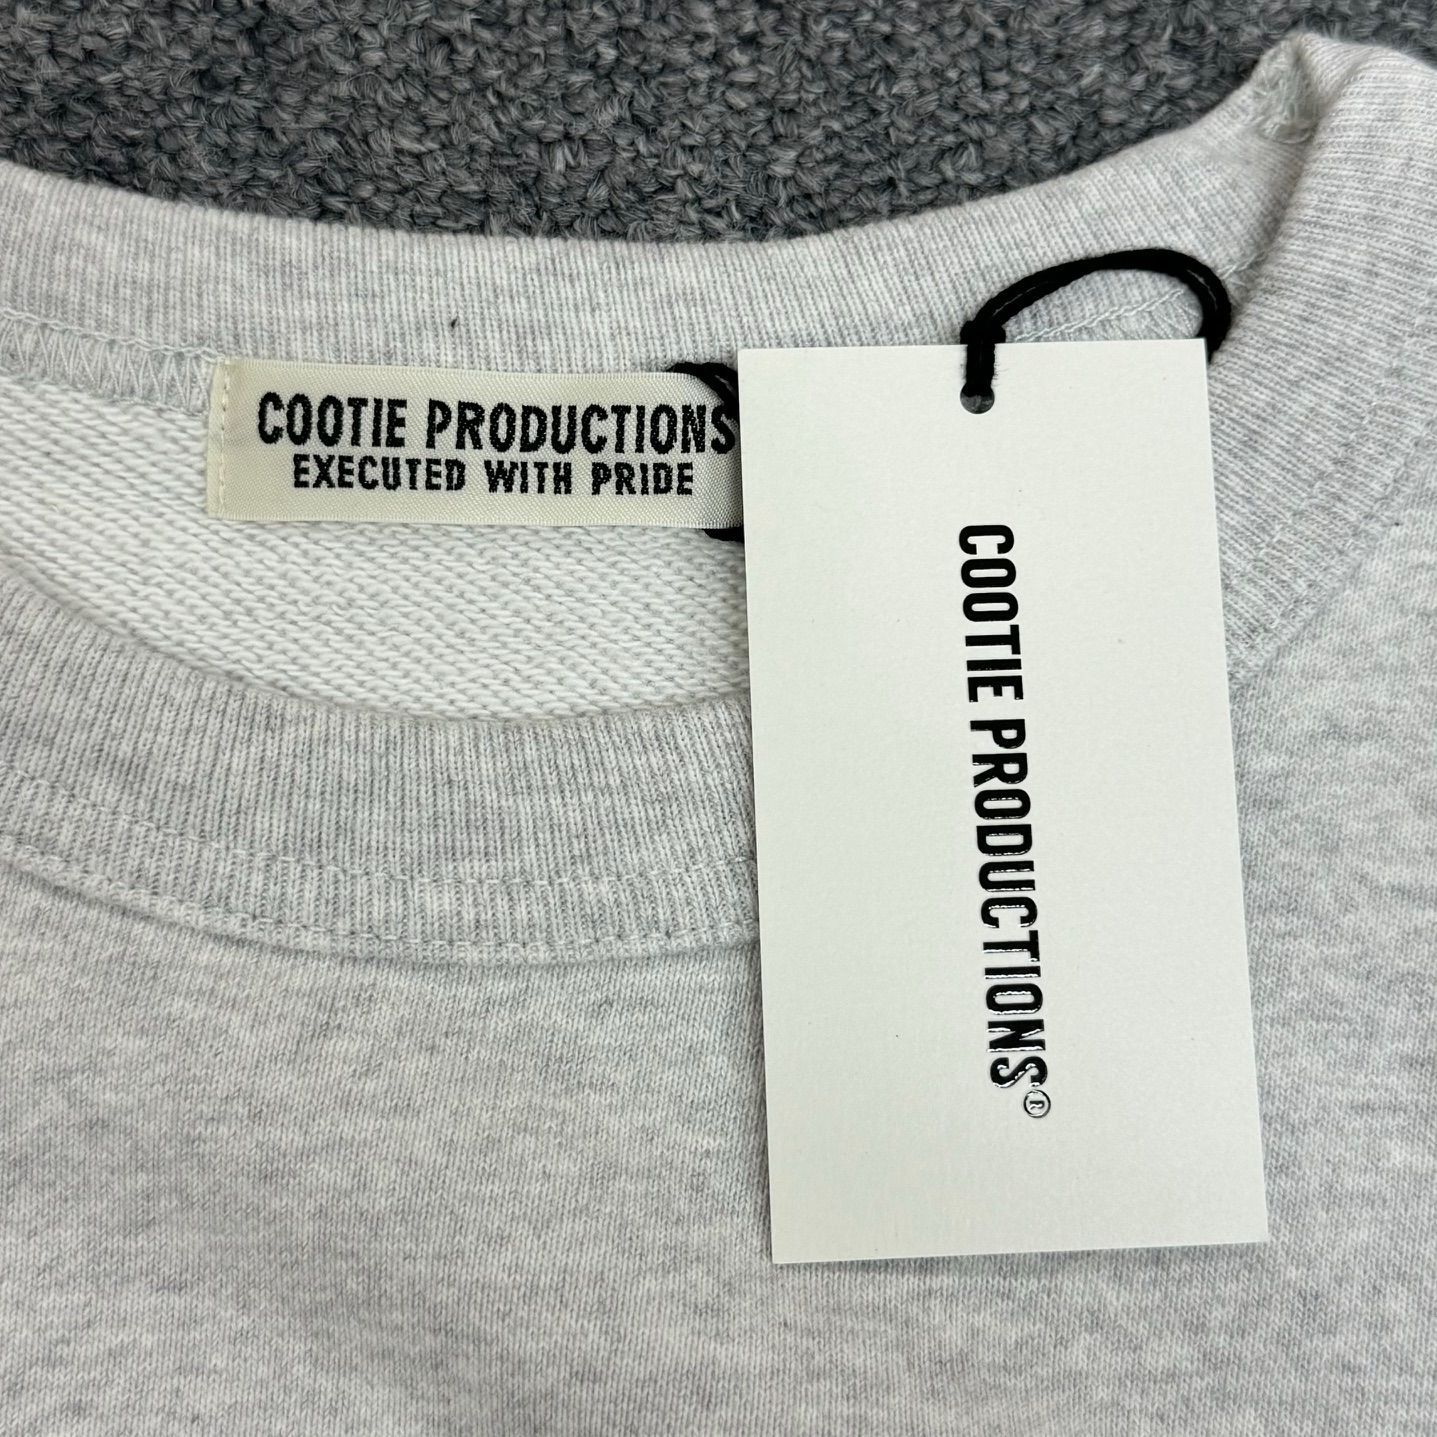 COOTIE PRODUCTIONS
EXECUTED WITH PRIDE
COOTIE PRODUCTIONS®